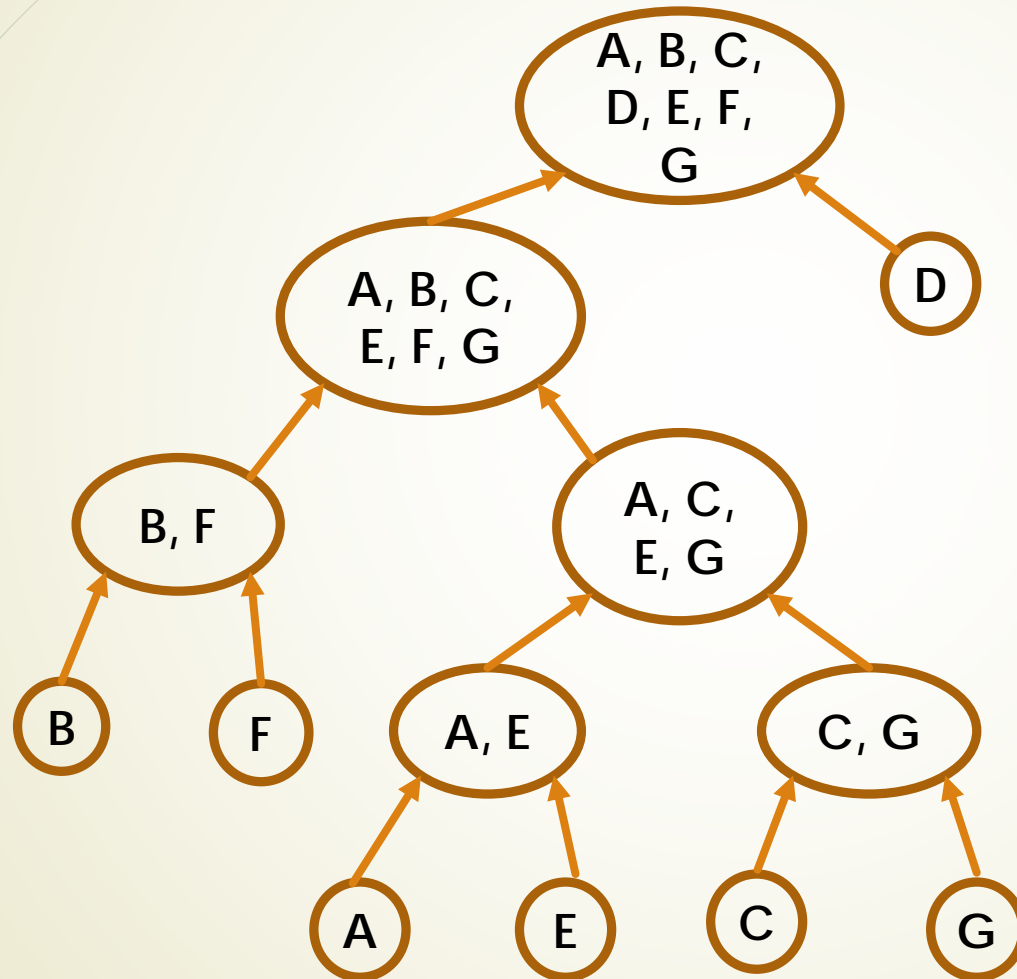 A, B, C,
D, E, F,
G
A, B, C,
E, F, G
D
B, F
A, C,
E, G
B
F
A, E
C, G
A
E
C
G